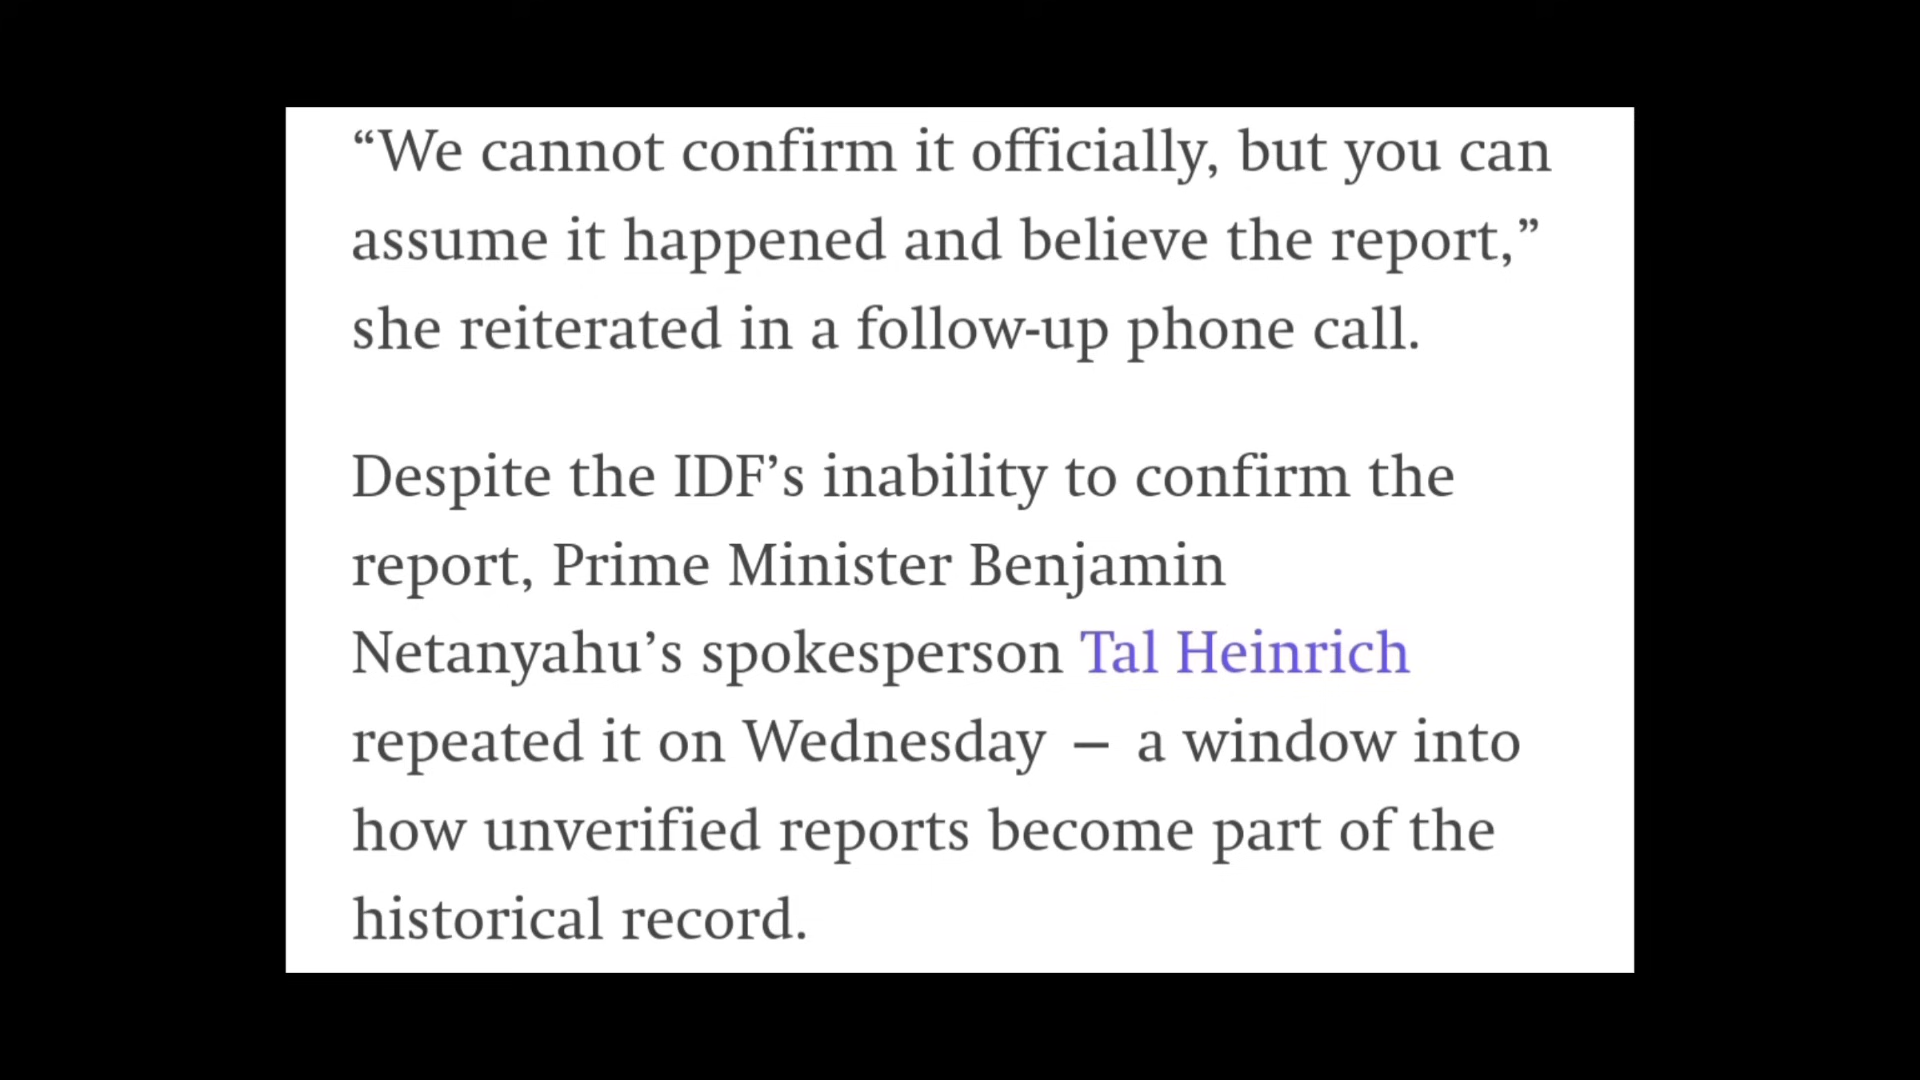 “We cannot confirm it officially, but you can
assume it happened and believe the report,”
she reiterated in a follow-up phone call.
Despite the IDF’s inability to confirm the
report, Prime Minister Benjamin
Netanyahu’s spokesperson Tal Heinrich
repeated it on Wednesday — a window into
how unverified reports become part of the
historical record.